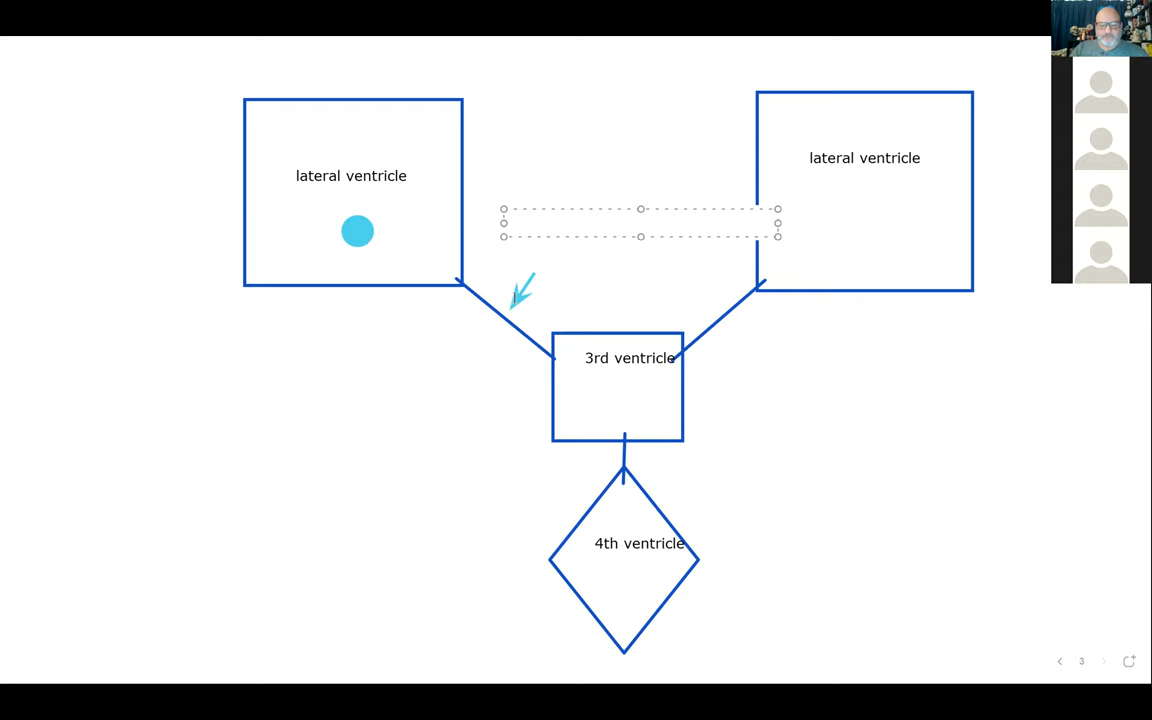 lateral ventricle
lateral ventricle
3rd ventricle
4th ventricle
3